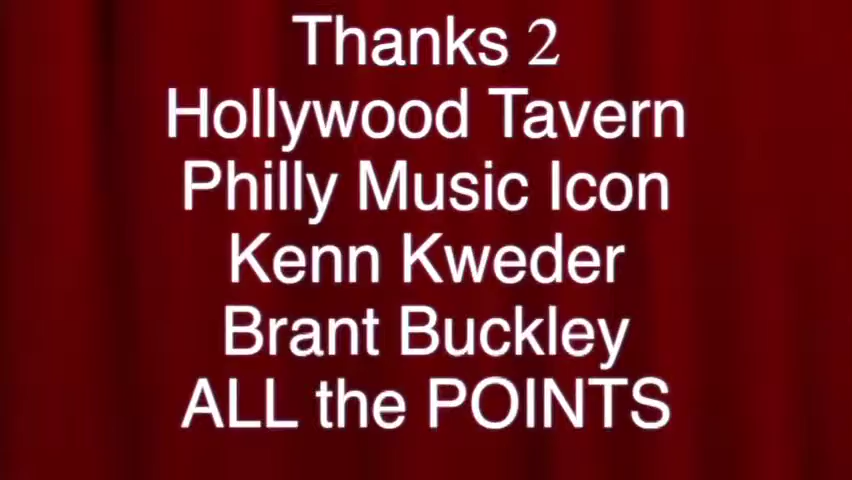 Thanks 2
Hollywood Tavern
Philly Music Icon
Kenn Kweder
Brant Buckley
ALL the POINTS